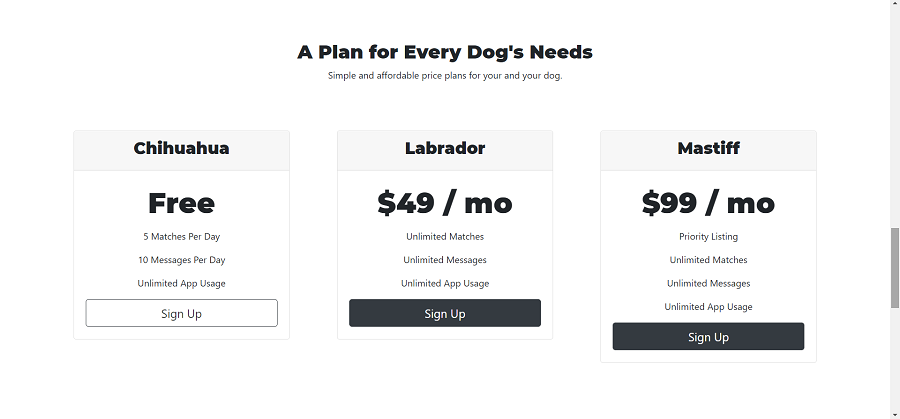 A Plan for Every Dog's Needs
Simple and affordable price plans for your and your dog.
Chihuahua
Free
5 Matches Per Day
10 Messages Per Day
Unlimited App Usage
Sign Up
Labrador
$49 / mo
Unlimited Matches
Unlimited Messages
Unlimited App Usage
Sign Up
Mastiff
$99 / mo
Priority Listing
Unlimited Matches
Unlimited Messages
Unlimited App Usage
Sign Up